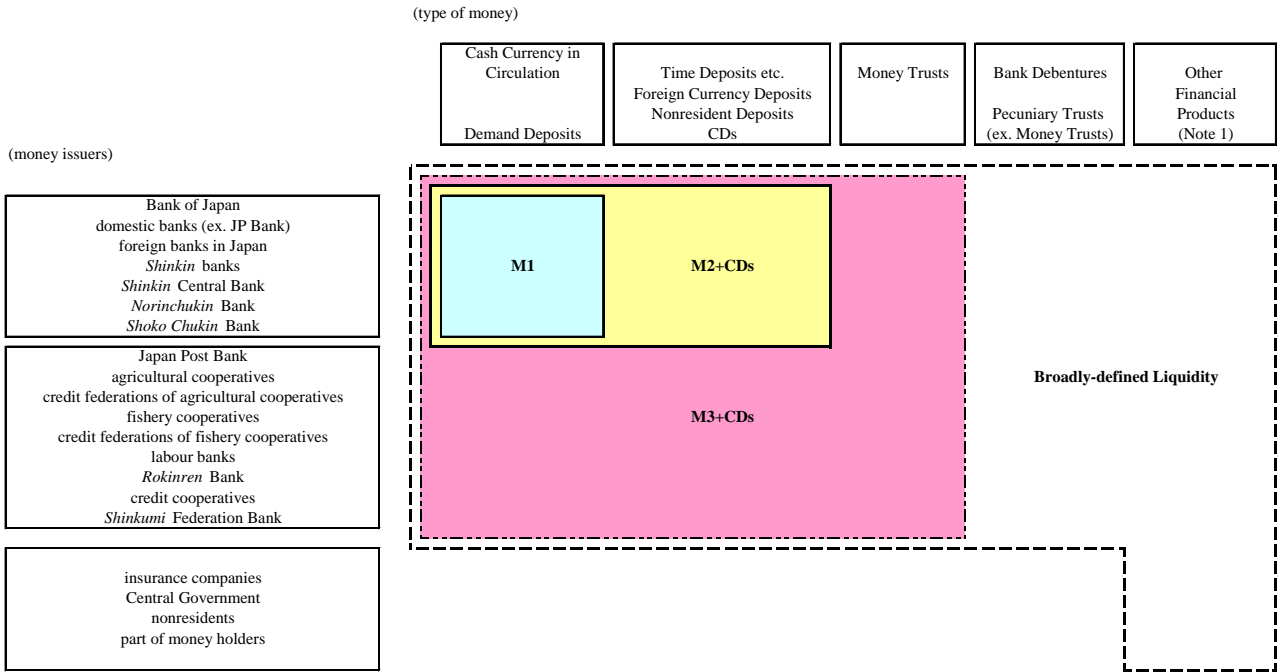 (type of money)
Cash Currency in
Circulation
Demand Deposits
Time Deposits etc.
Foreign Currency Deposits
Nonresident Deposits
CDs
Money Trusts
Bank Debentures
Pecuniary Trusts
(ex. Money Trusts)
Other
Financial
Products
(Note 1)
(money issuers)
Bank of Japan
domestic banks (ex. JP Bank)
foreign banks in Japan
Shinkin banks
Shinkin Central Bank
Norinchukin Bank
Shoko Chukin Bank
M1
M2+CDs
Japan Post Bank
agricultural cooperatives
credit federations of agricultural cooperatives
fishery cooperatives
credit federations of fishery cooperatives
labour banks
Rokinren Bank
credit cooperatives
Shinkumi Federation Bank
M3+CDs
Broadly-defined Liquidity
insurance companies
Central Government
nonresidents
part of money holders